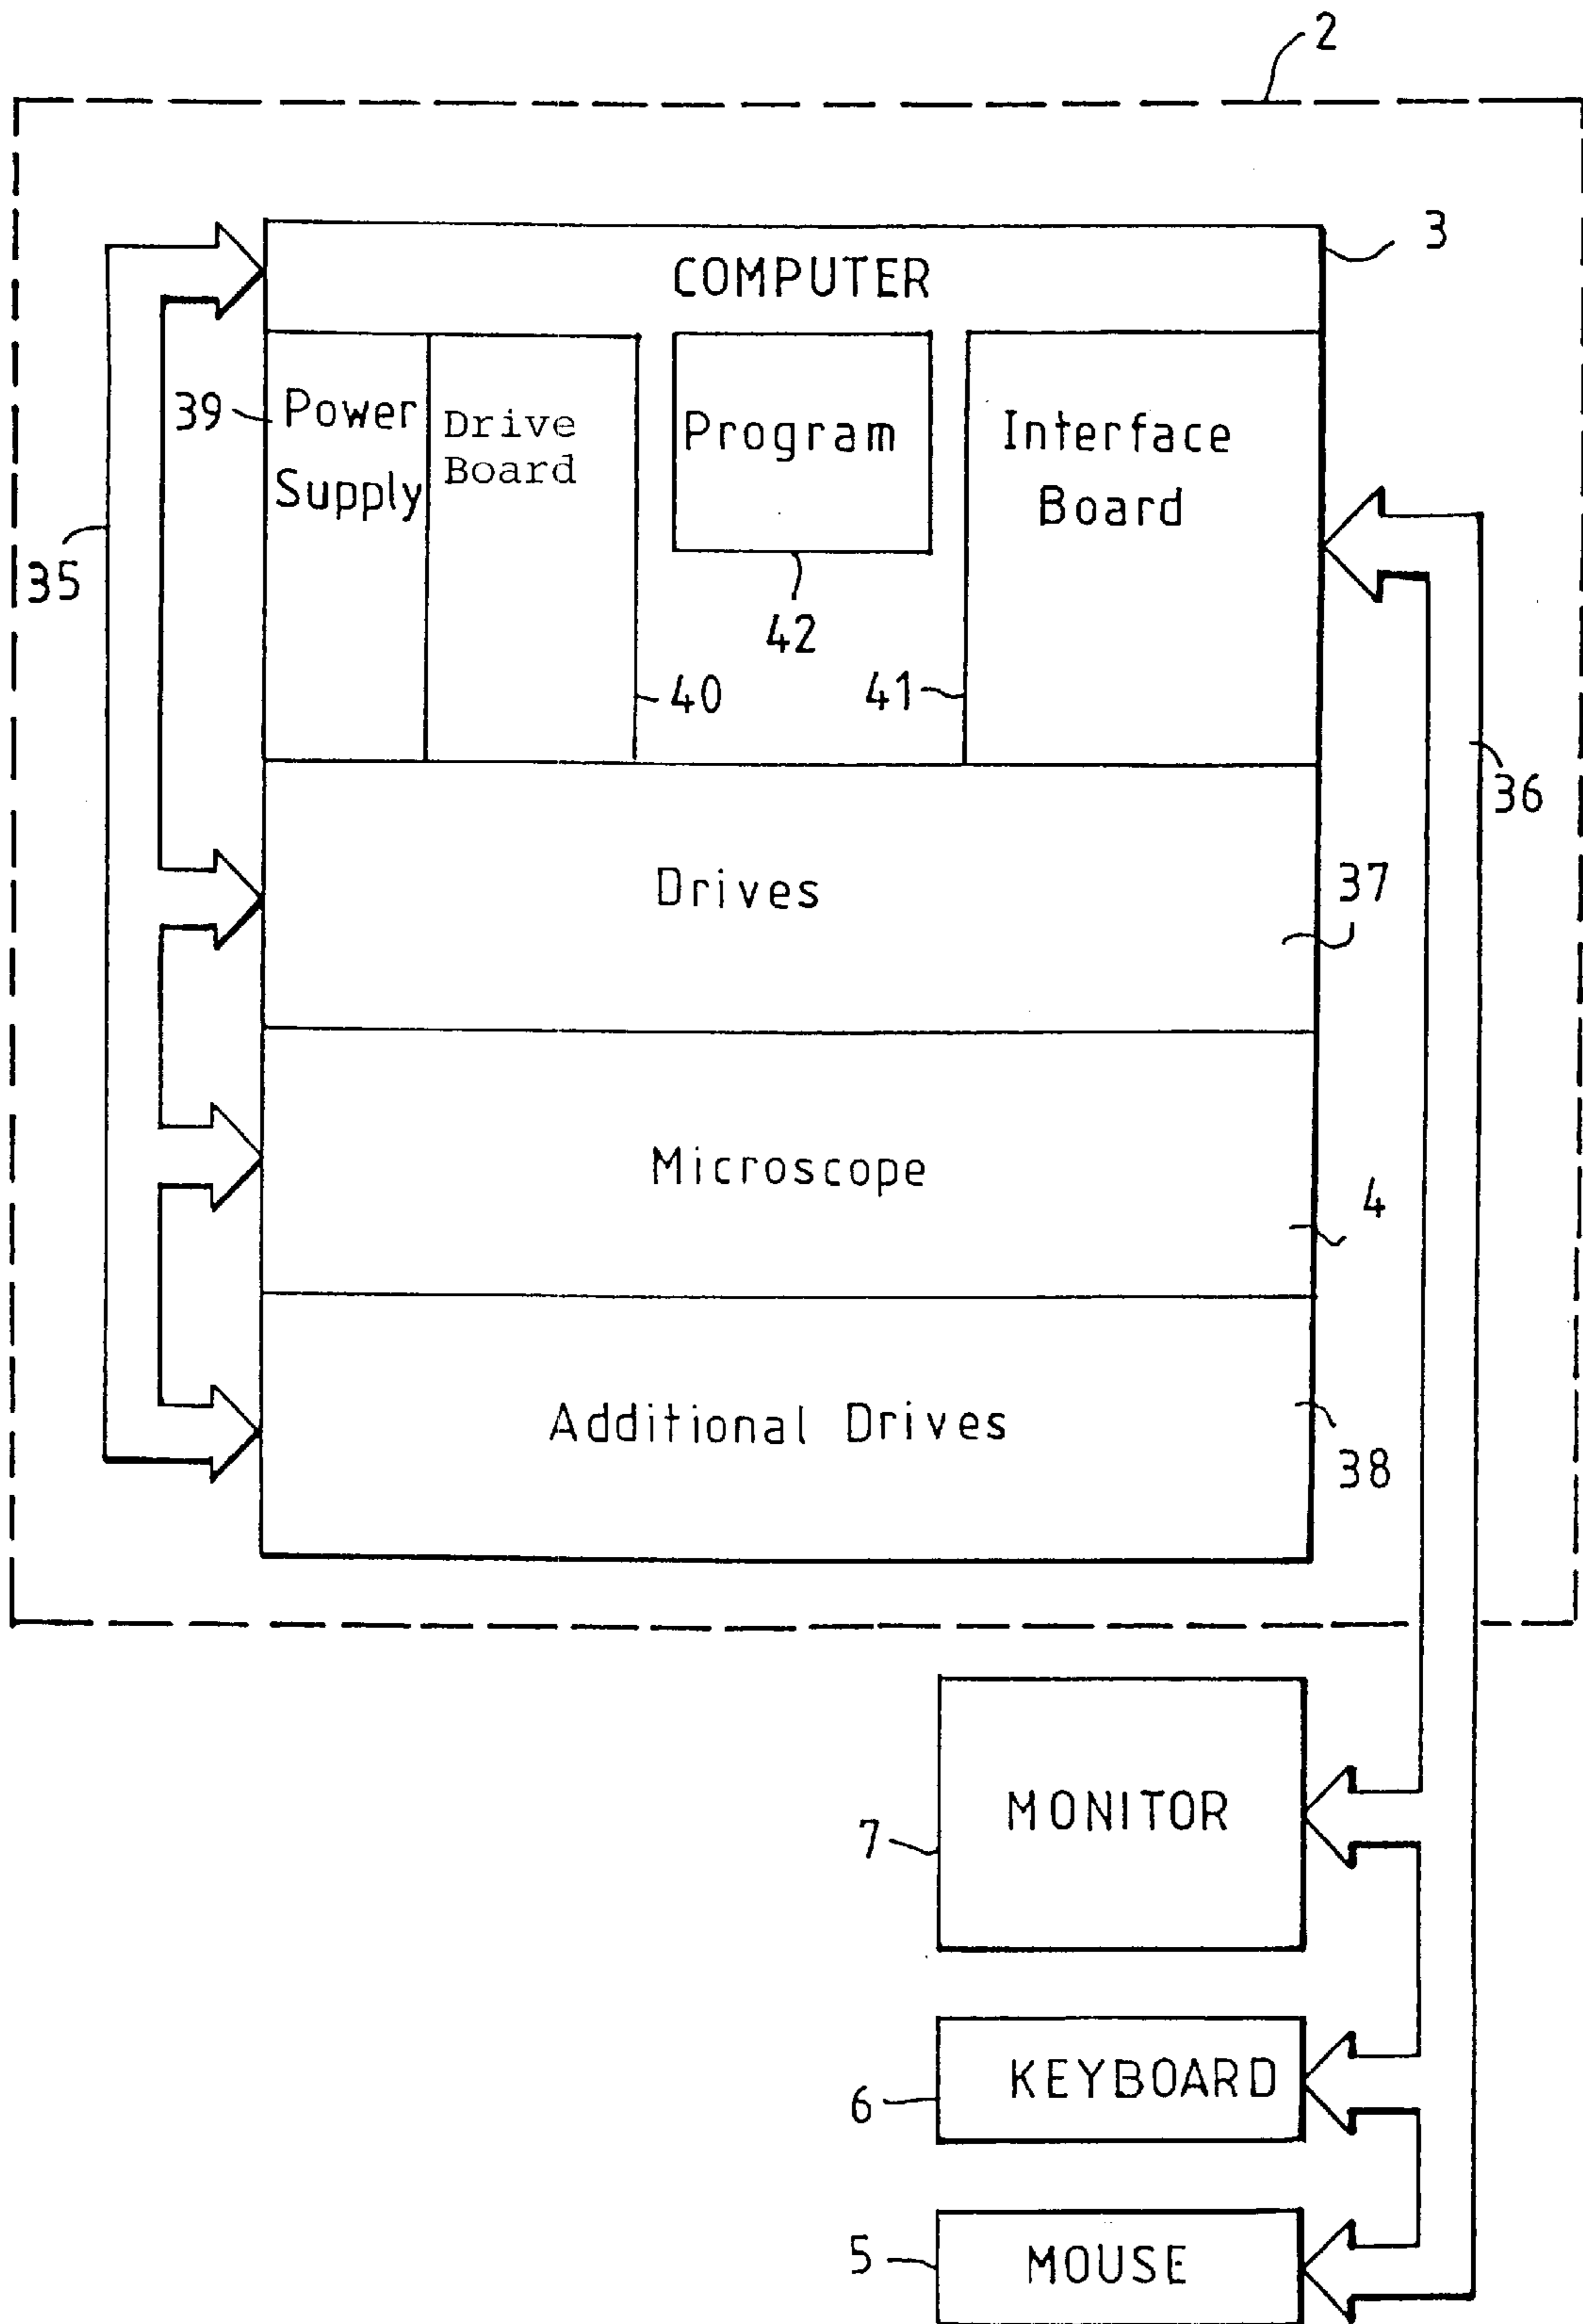 2
COMPUTER
3
39
Power
Supply
Drive
Board
Program
Interface
Board
35
42
40
41
36
Drives
37
Microscope
4
Additional Drives
38
MONITOR
7
KEYBOARD
6
MOUSE
5